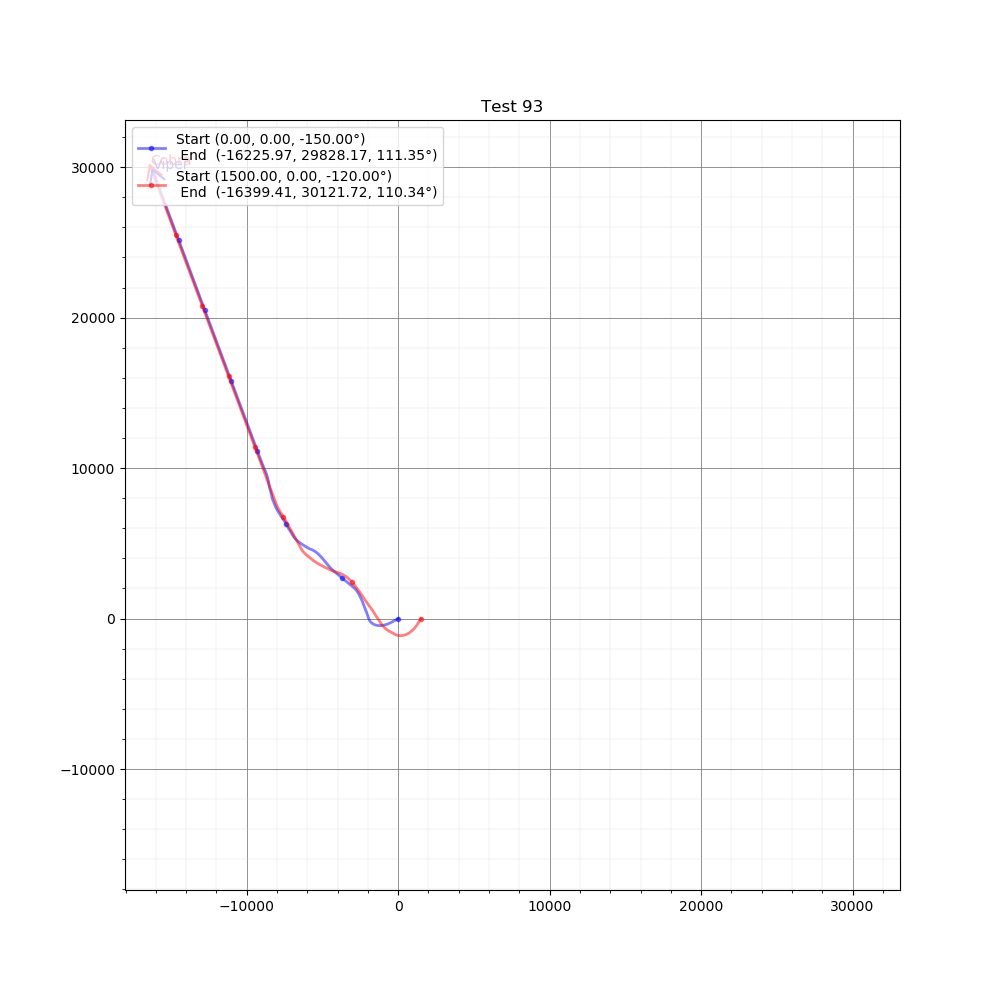 Test 93
Start (0.00, 0.00, -150.00°)
End (-16225.97, 29828.17, 111.35°)
Start (1500.00, 0.00, -120.00°)
End (-16399.41, 30121.72, 110.34°)
Cobra
Viper
30000
20000
10000
0
−10000
−10000
0
10000
20000
30000